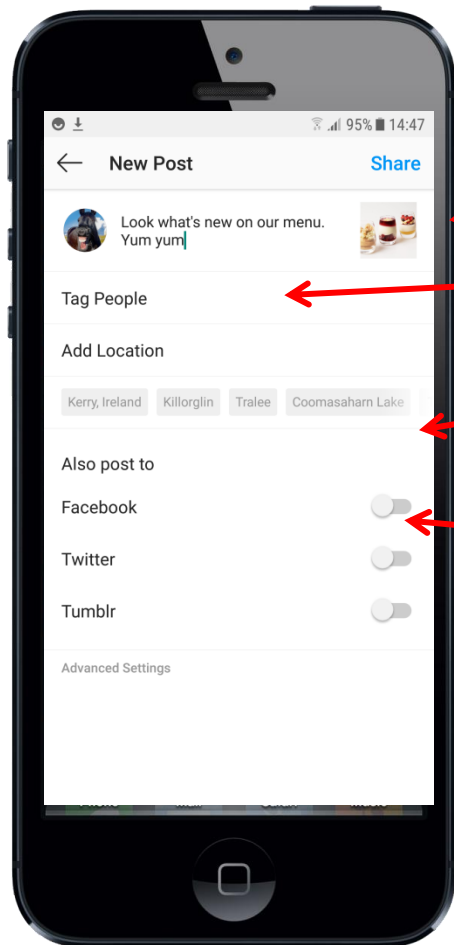 95% 14:47
New Post Share
Look what's new on our menu.
Yum yum
Tag People
Add Location
Kerry, Ireland Killorglin Tralee Coomasaharn Lake
Also post to
Facebook
Twitter
Tumblr
Advanced Settings